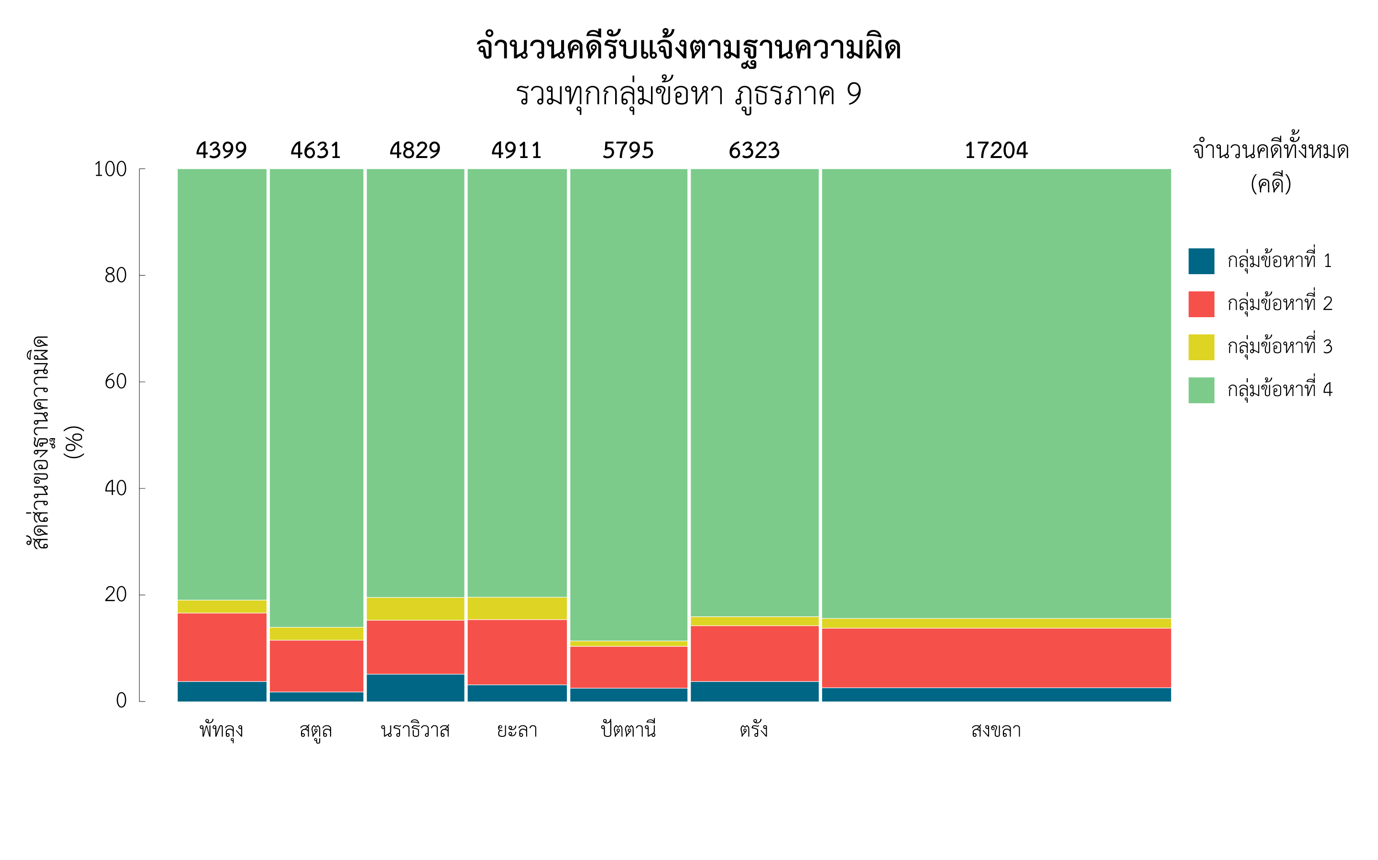 จำนวนคดีรับแจ้งตามฐานความผิด
รวมทุกกลุ่มข้อหา ภูธรภาค 9
4399 4631 4829 4911 5795 6323 17204
จำนวนคดีทั้งหมด
(คดี)
100
80
60
40
20
0
สัดส่วนของฐานความผิด
(%)
กลุ่มข้อหาที่ 1
กลุ่มข้อหาที่ 2
กลุ่มข้อหาที่ 3
กลุ่มข้อหาที่ 4
พัทลุง สตูล นราธิวาส ยะลา ปัตตานี ตรัง สงขลา